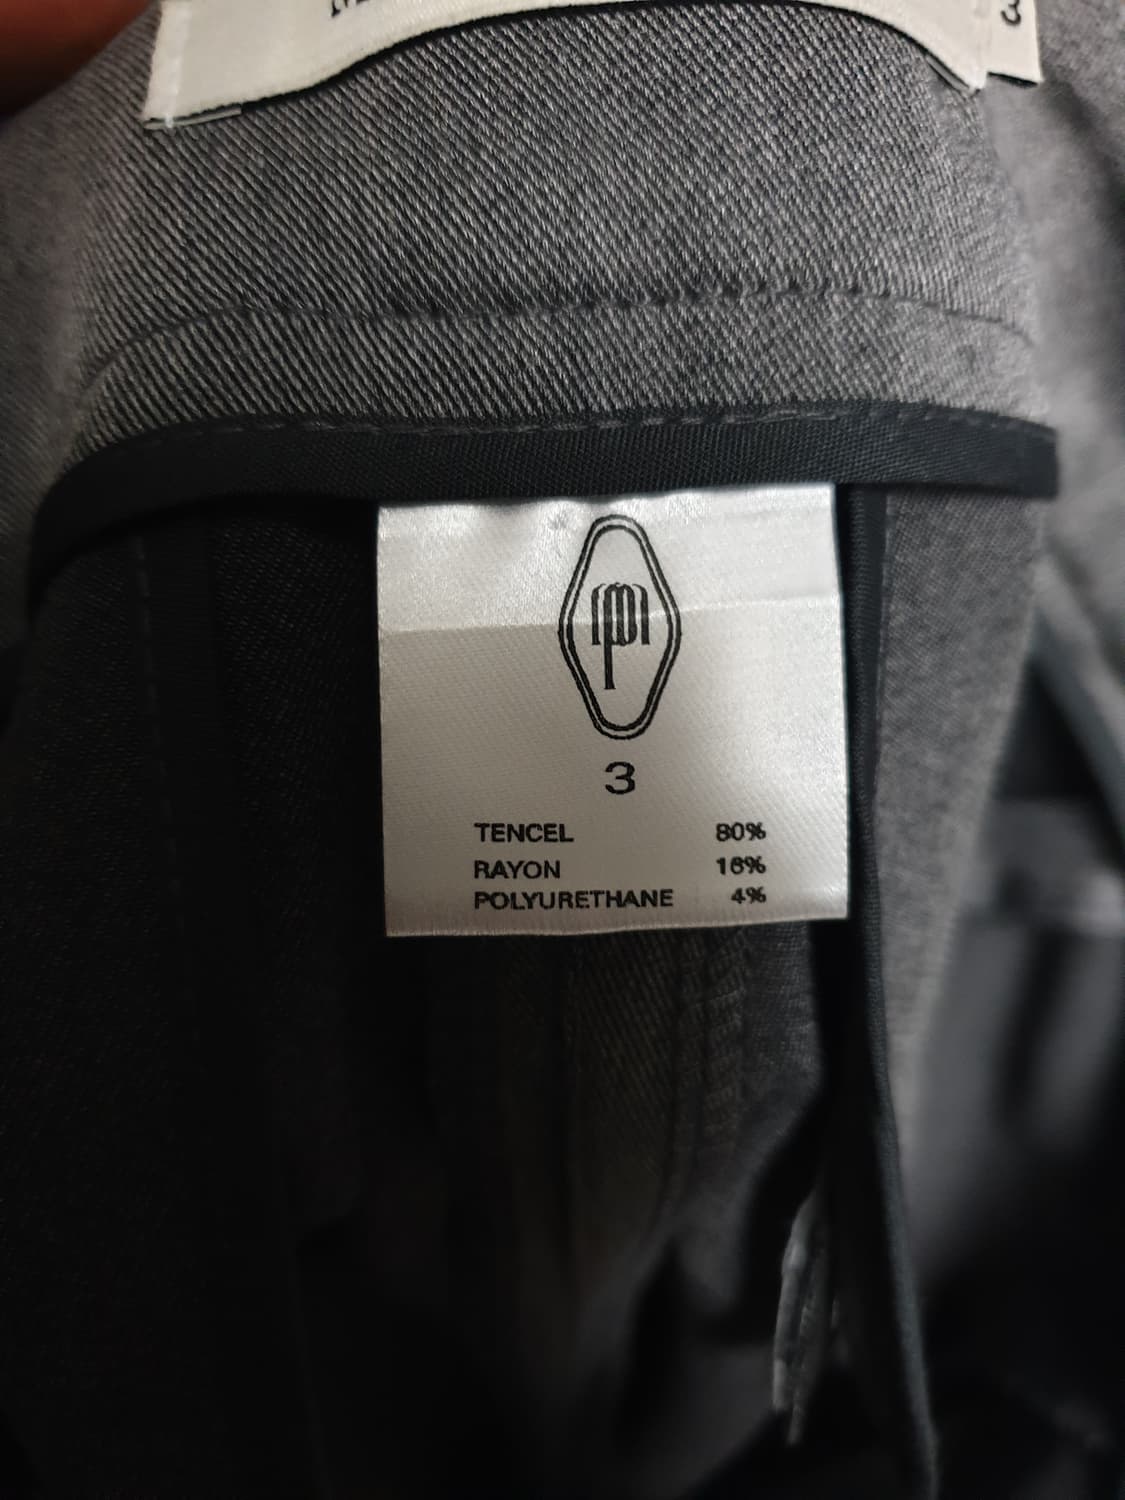 3
3
TENCEL 80%
RAYON 16%
POLYURETHANE 4%